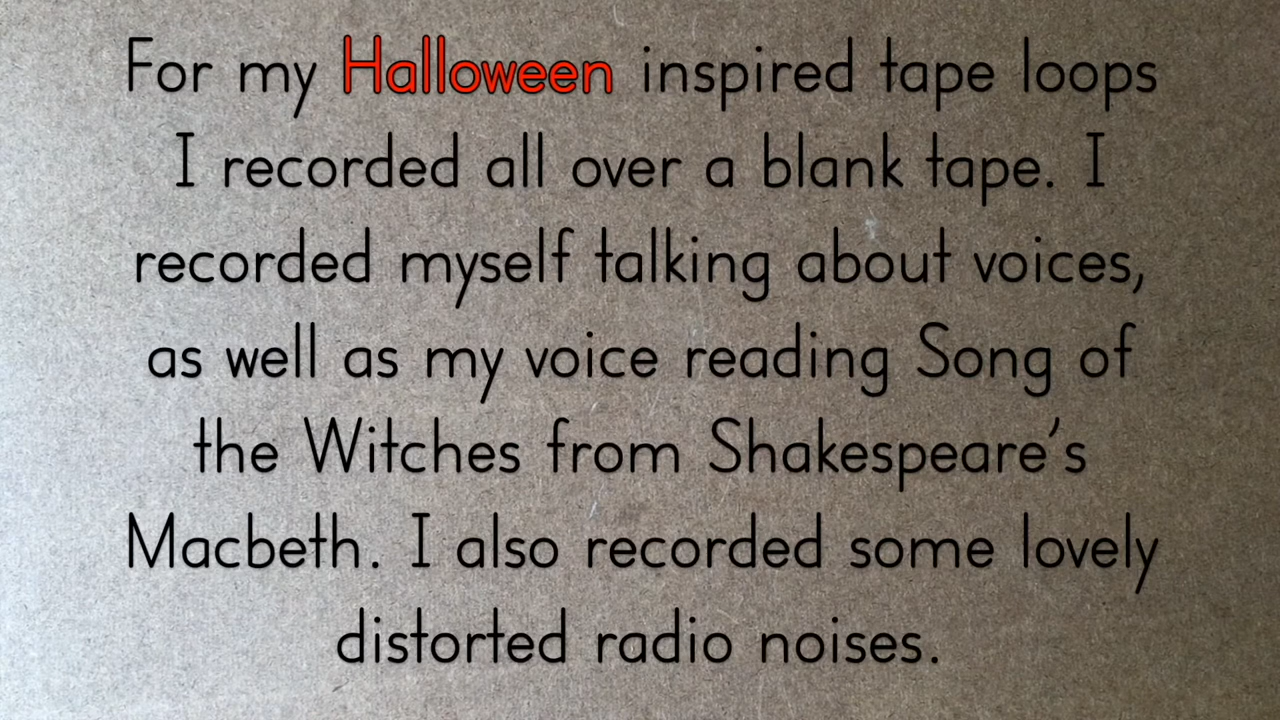 For my Halloween inspired tape loops
I recorded all over a blank tape. I
recorded myself talking about voices,
as well as my voice reading Song of
the Witches from Shakespeare's
Macbeth. I also recorded some lovely
distorted radio noises.